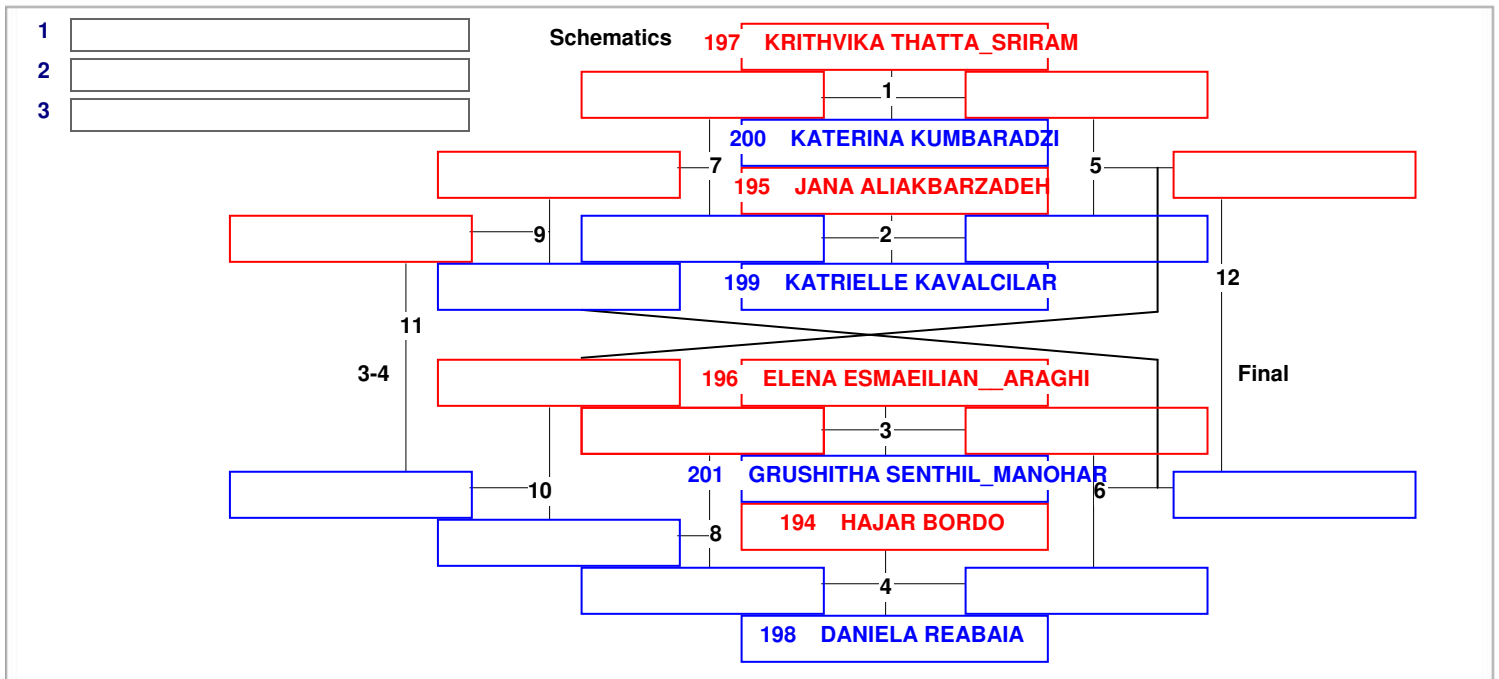 1
Schematics
197 KRITHVIKA THATTA_SRIRAM
2
1
3
200 KATERINA KUMBARADZI
7
5
195 JANA ALIAKBARZADEH
9
2
199 KATRIELLE KAVALCILAR
12
11
3-4
196 ELENA ESMAEILIAN__ARAGHI
Final
3
201 GRUSHITHA SENTHIL_MANOHAR
10
6
194 HAJAR BORDO
8
4
198 DANIELA REABAIA